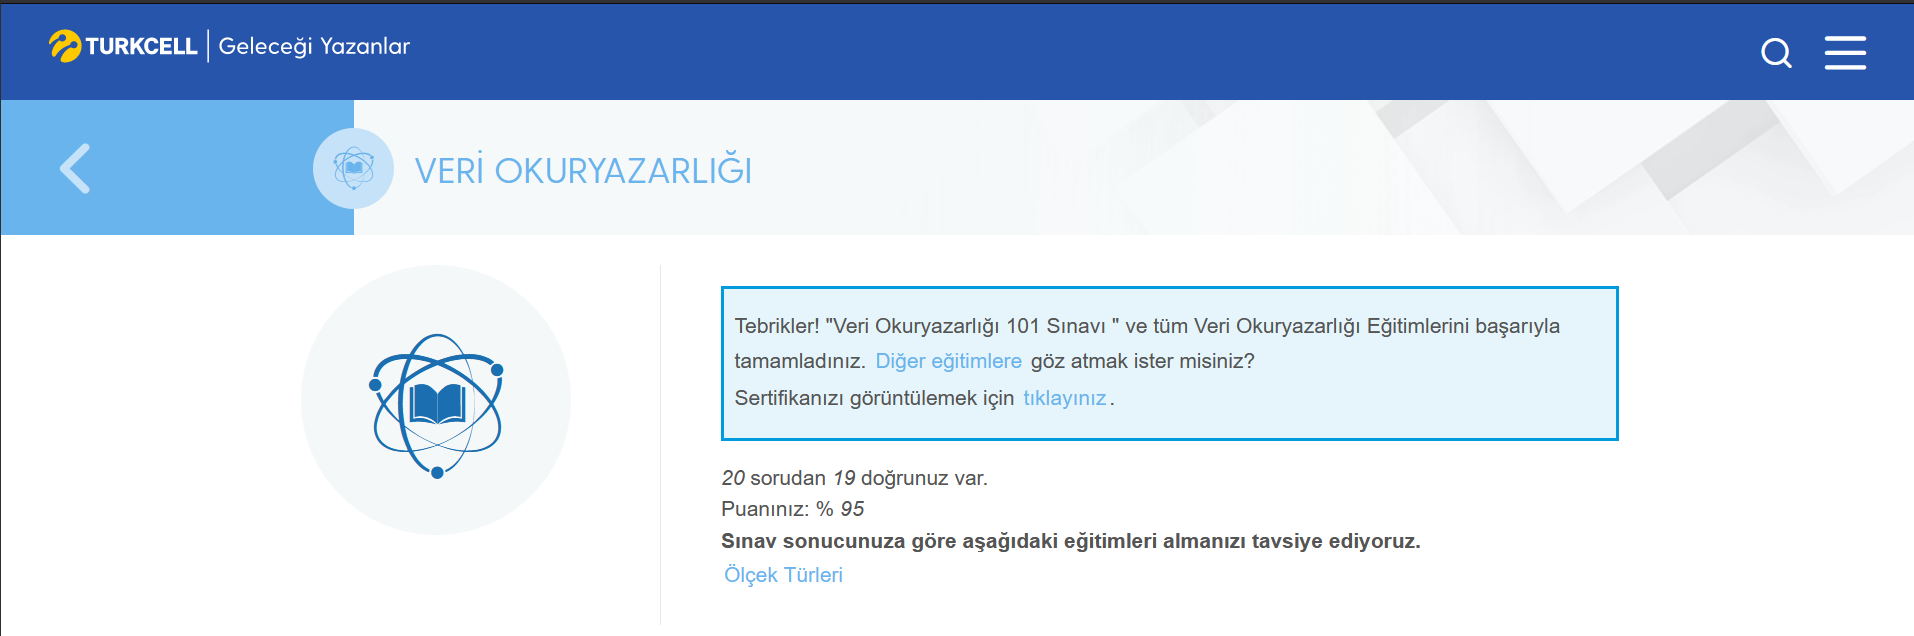 TURKCELL | Geleceği Yazanlar
VERİ OKURYAZARLIĞI
Tebrikler! "Veri Okuryazarlığı 101 Sınavı " ve tüm Veri Okuryazarlığı Eğitimlerini başarıyla
tamamladınız. Diğer eğitimlere göz atmak ister misiniz?
Sertifikanızı görüntülemek için tıklayınız.
20 sorudan 19 doğrunuz var.
Puanınız: % 95
Sınav sonucunuza göre aşağıdaki eğitimleri almanızı tavsiye ediyoruz.
Ölçek Türleri